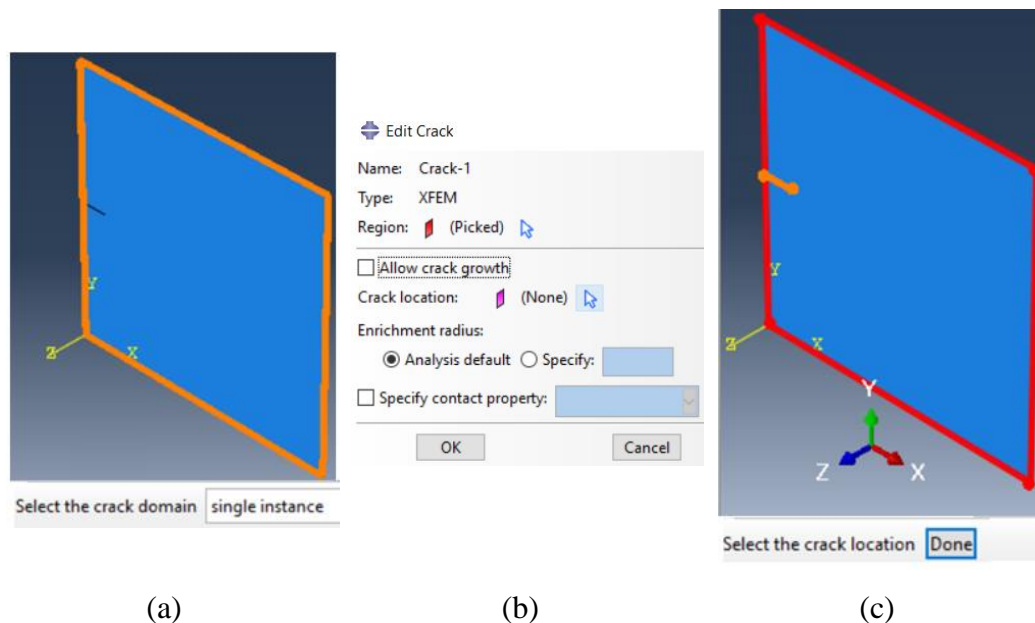 Y
Z
X
Select the crack domain single instance
Edit Crack
Name: Crack-1
Type: XFEM
Region: (Picked)
Allow crack growth
Crack location: (None)
Enrichment radius:
Analysis default Specify:
Specify contact property:
OK Cancel
Y
Z
X
Y
Z
X
Select the crack location Done
(a) (b) (c)